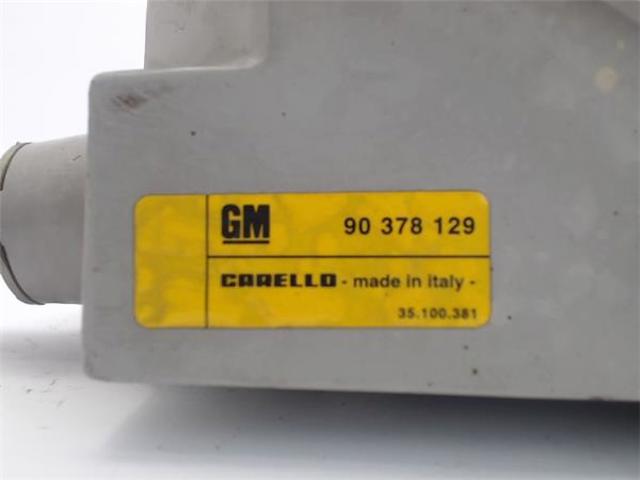 GM 90 378 129
CARELLO - made in italy -
35.100.381